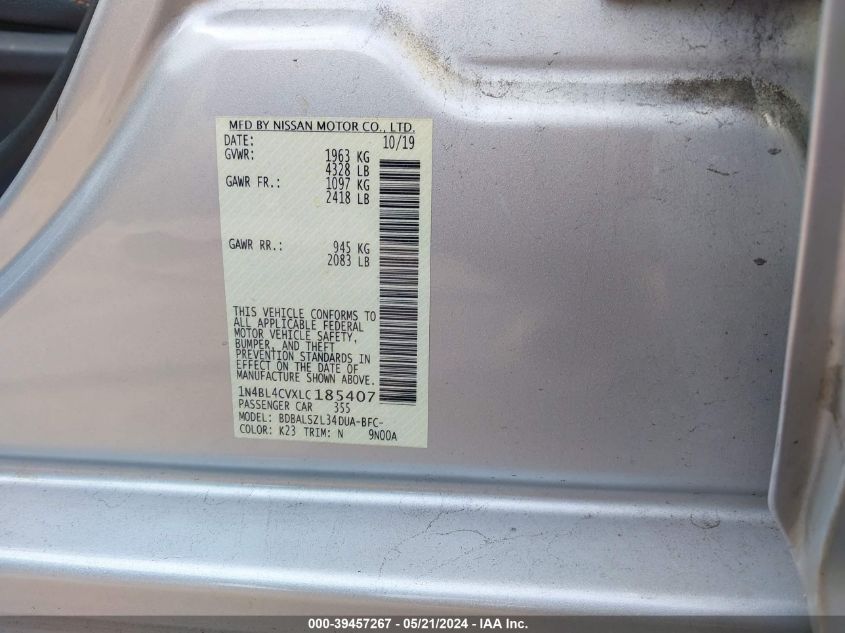 MFD BY NISSAN MOTOR CO., LTD.
DATE: 10/19
GVWR: 1963 KG
4328 LB
GAWR FR.: 1097 KG
2418 LB
GAWR RR.: 945 KG
2083 LB
THIS VEHICLE CONFORMS TO
ALL APPLICABLE FEDERAL
MOTOR VEHICLE SAFETY,
BUMPER, AND THEFT
PREVENTION STANDARDS IN
EFFECT ON THE DATE OF
MANUFACTURE SHOWN ABOVE.
1N4BL4CVXLC185407
PASSENGER CAR 355
MODEL: BDBALSZL34DUA-BFC-
COLOR: K23 TRIM: N 9N00A
000-39457267 - 05/21/2024 - IAA Inc.